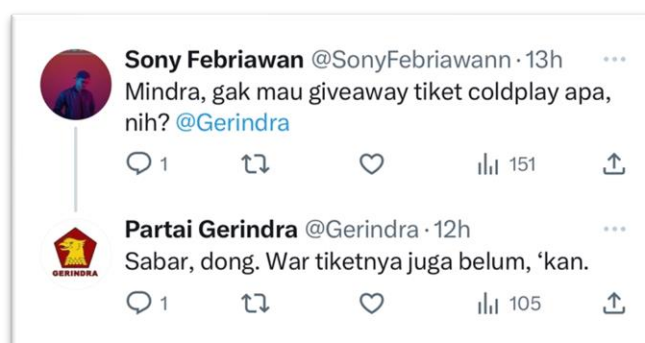 Sony Febriawan @SonyFebriawann · 13h
Mindra, gak mau giveaway tiket coldplay apa,
nih? @Gerindra
1 151
Partai Gerindra @Gerindra · 12h
GERINDRA
Sabar, dong. War tiketnya juga belum, ‘kan.
1 105